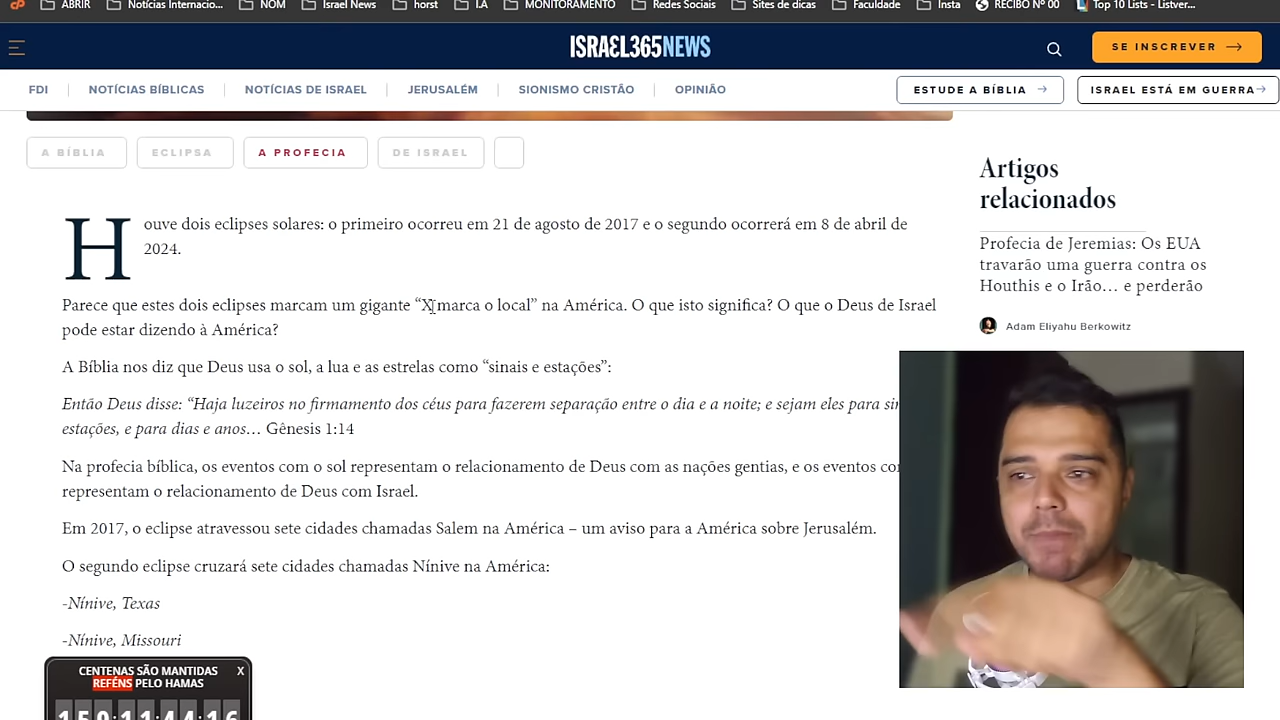 ABRIR
Notícias Internacio...
NOM
Israel News
horst
I.A
MONITORAMENTO
Redes Sociais
Sites de dicas
Faculdade
Insta
RECIBO Nº 00
Top 10 Lists - Listver...
ISRAEL365NEWS
SE INSCREVER
FDI
NOTÍCIAS BÍBLICAS
NOTÍCIAS DE ISRAEL
JERUSALÉM
SIONISMO CRISTÃO
OPINIÃO
ESTUDE A BÍBLIA
ISRAEL ESTÁ EM GUERRA
A BÍBLIA
ECLIPSA
A PROFECIA
DE ISRAEL
Houve dois eclipses solares: o primeiro ocorreu em 21 de agosto de 2017 e o segundo ocorrerá em 8 de abril de
2024.
Parece que estes dois eclipses marcam um gigante “X marca o local” na América. O que isto significa? O que o Deus de Israel
pode estar dizendo à América?
A Bíblia nos diz que Deus usa o sol, a lua e as estrelas como “sinais e estações”:
Então Deus disse: “Haja luzeiros no firmamento dos céus para fazerem separação entre o dia e a noite; e sejam eles para
estações, e para dias e anos… Gênesis 1:14
Na profecia bíblica, os eventos com o sol representam o relacionamento de Deus com as nações gentias, e os eventos
representam o relacionamento de Deus com Israel.
Em 2017, o eclipse atravessou sete cidades chamadas Salem na América – um aviso para a América sobre Jerusalém.
O segundo eclipse cruzará sete cidades chamadas Nínive na América:
-Nínive, Texas
-Nínive, Missouri
Artigos
relacionados
Profecia de Jeremias: Os EUA
travarão uma guerra contra os
Houthis e o Irão… e perderão
Adam Eliyahu Berkowitz
CENTENAS SÃO MANTIDAS X
REFÉNS PELO HAMAS